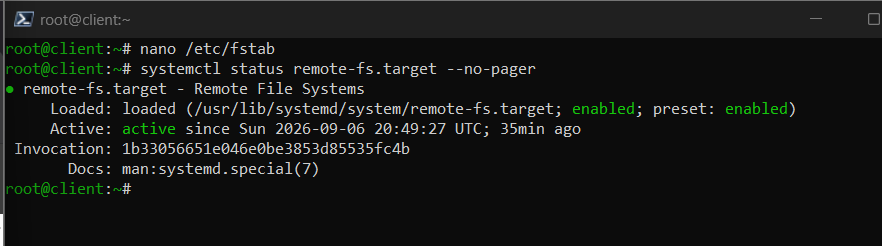 root@client:~
root@client:~# nano /etc/fstab
root@client:~# systemctl status remote-fs.target --no-pager
● remote-fs.target - Remote File Systems
     Loaded: loaded (/usr/lib/systemd/system/remote-fs.target; enabled; preset: enabled)
     Active: active since Sun 2026-09-06 20:49:27 UTC; 35min ago
 Invocation: 1b33056651e046e0be3853d85535fc4b
       Docs: man:systemd.special(7)
root@client:~#